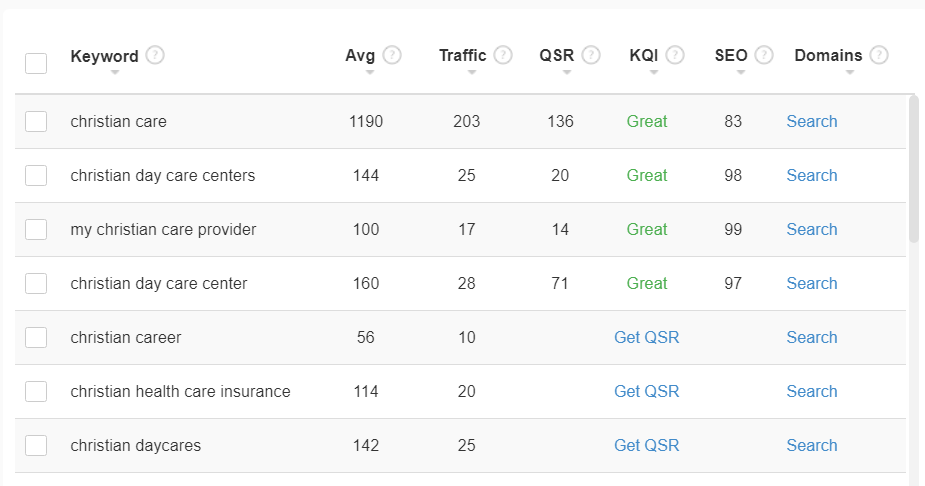 Keyword ? Avg ? Traffic ? QSR ? KQI ? SEO ? Domains ?
christian care 1190 203 136 Great 83 Search
christian day care centers 144 25 20 Great 98 Search
my christian care provider 100 17 14 Great 99 Search
christian day care center 160 28 71 Great 97 Search
christian career 56 10 Get QSR Search
christian health care insurance 114 20 Get QSR Search
christian daycares 142 25 Get QSR Search